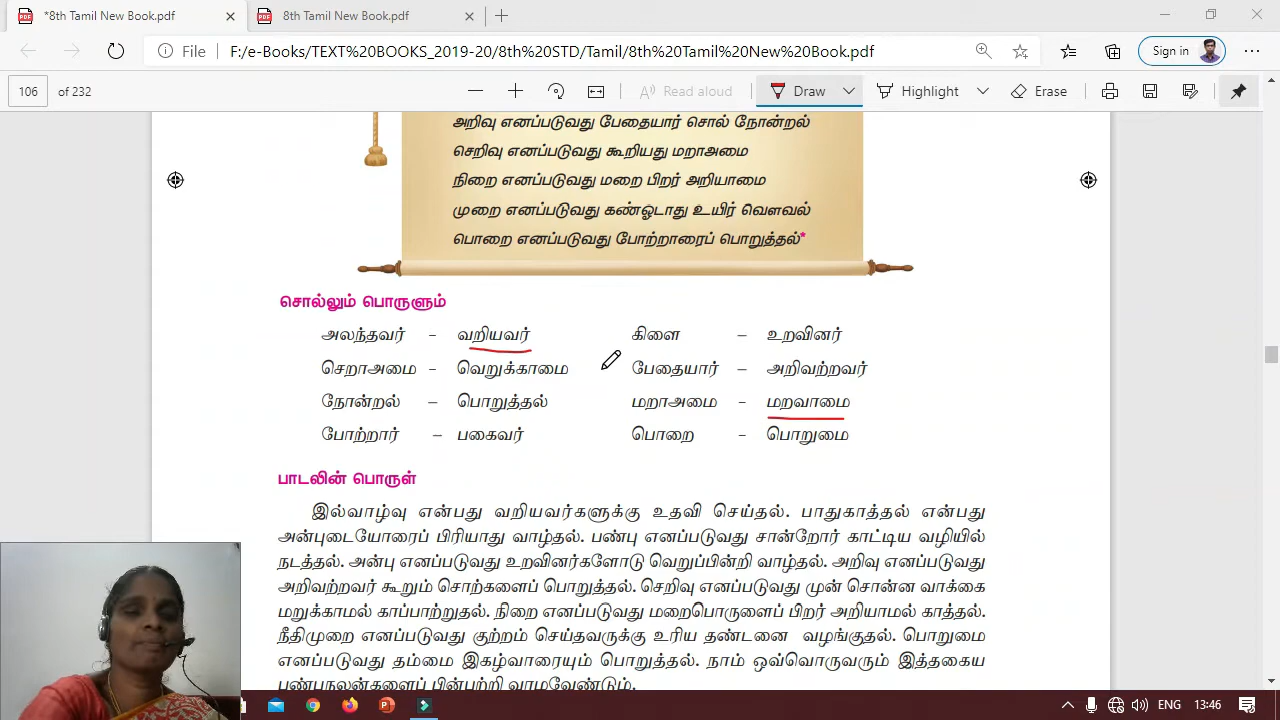 *8th Tamil New Book.pdf
8th Tamil New Book.pdf
File F:/e-Books/TEXT%20BOOKS_2019-20/8th%20STD/Tamil/8th%20Tamil%20New%20Book.pdf Sign in
106 of 232 Read aloud Draw Highlight Erase
அறிவு எனப்படுவது பேதையார் சொல் நோன்றல்
செறிவு எனப்படுவது கூறியது மறாஅமை
நிறை எனப்படுவது மறை பிறர் அறியாமை
முறை எனப்படுவது கண்ஓடாது உயிர் வௌவல்
பொறை எனப்படுவது போற்றாரைப் பொறுத்தல்*
சொல்லும் பொருளும்
அலந்தவர் - வறியவர் கிளை – உறவினர்
செறாஅமை - வெறுக்காமை பேதையார் – அறிவற்றவர்
நோன்றல் – பொறுத்தல் மறாஅமை - மறவாமை
போற்றார் – பகைவர் பொறை - பொறுமை
பாடலின் பொருள்
இல்வாழ்வு என்பது வறியவர்களுக்கு உதவி செய்தல். பாதுகாத்தல் என்பது
அன்புடையோரைப் பிரியாது வாழ்தல். பண்பு எனப்படுவது சான்றோர் காட்டிய வழியில்
நடத்தல். அன்பு எனப்படுவது உறவினர்களோடு வெறுப்பின்றி வாழ்தல். அறிவு எனப்படுவது
அறிவற்றவர் கூறும் சொற்களைப் பொறுத்தல். செறிவு எனப்படுவது முன் சொன்ன வாக்கை
மறுக்காமல் காப்பாற்றுதல். நிறை எனப்படுவது மறைபொருளைப் பிறர் அறியாமல் காத்தல்.
நீதிமுறை எனப்படுவது குற்றம் செய்தவருக்கு உரிய தண்டனை வழங்குதல். பொறுமை
எனப்படுவது தம்மை இகழ்வாரையும் பொறுத்தல். நாம் ஒவ்வொருவரும் இத்தகைய
பண்புநலன்களைப் பின்பற்றி வாழவேண்டும்.
ENG 13:46